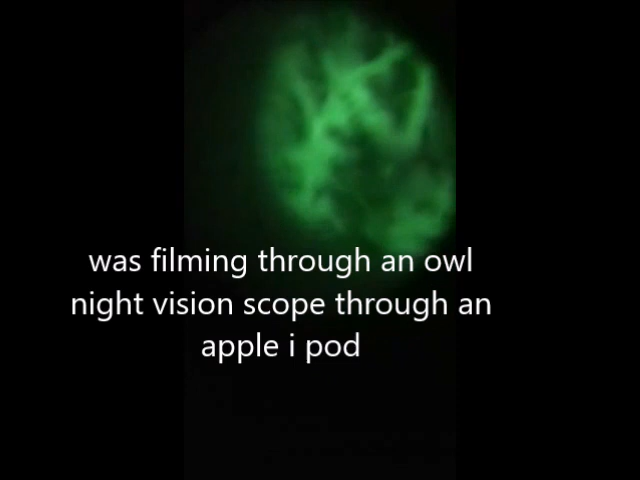 was filming through an owl
night vision scope through an
apple i pod